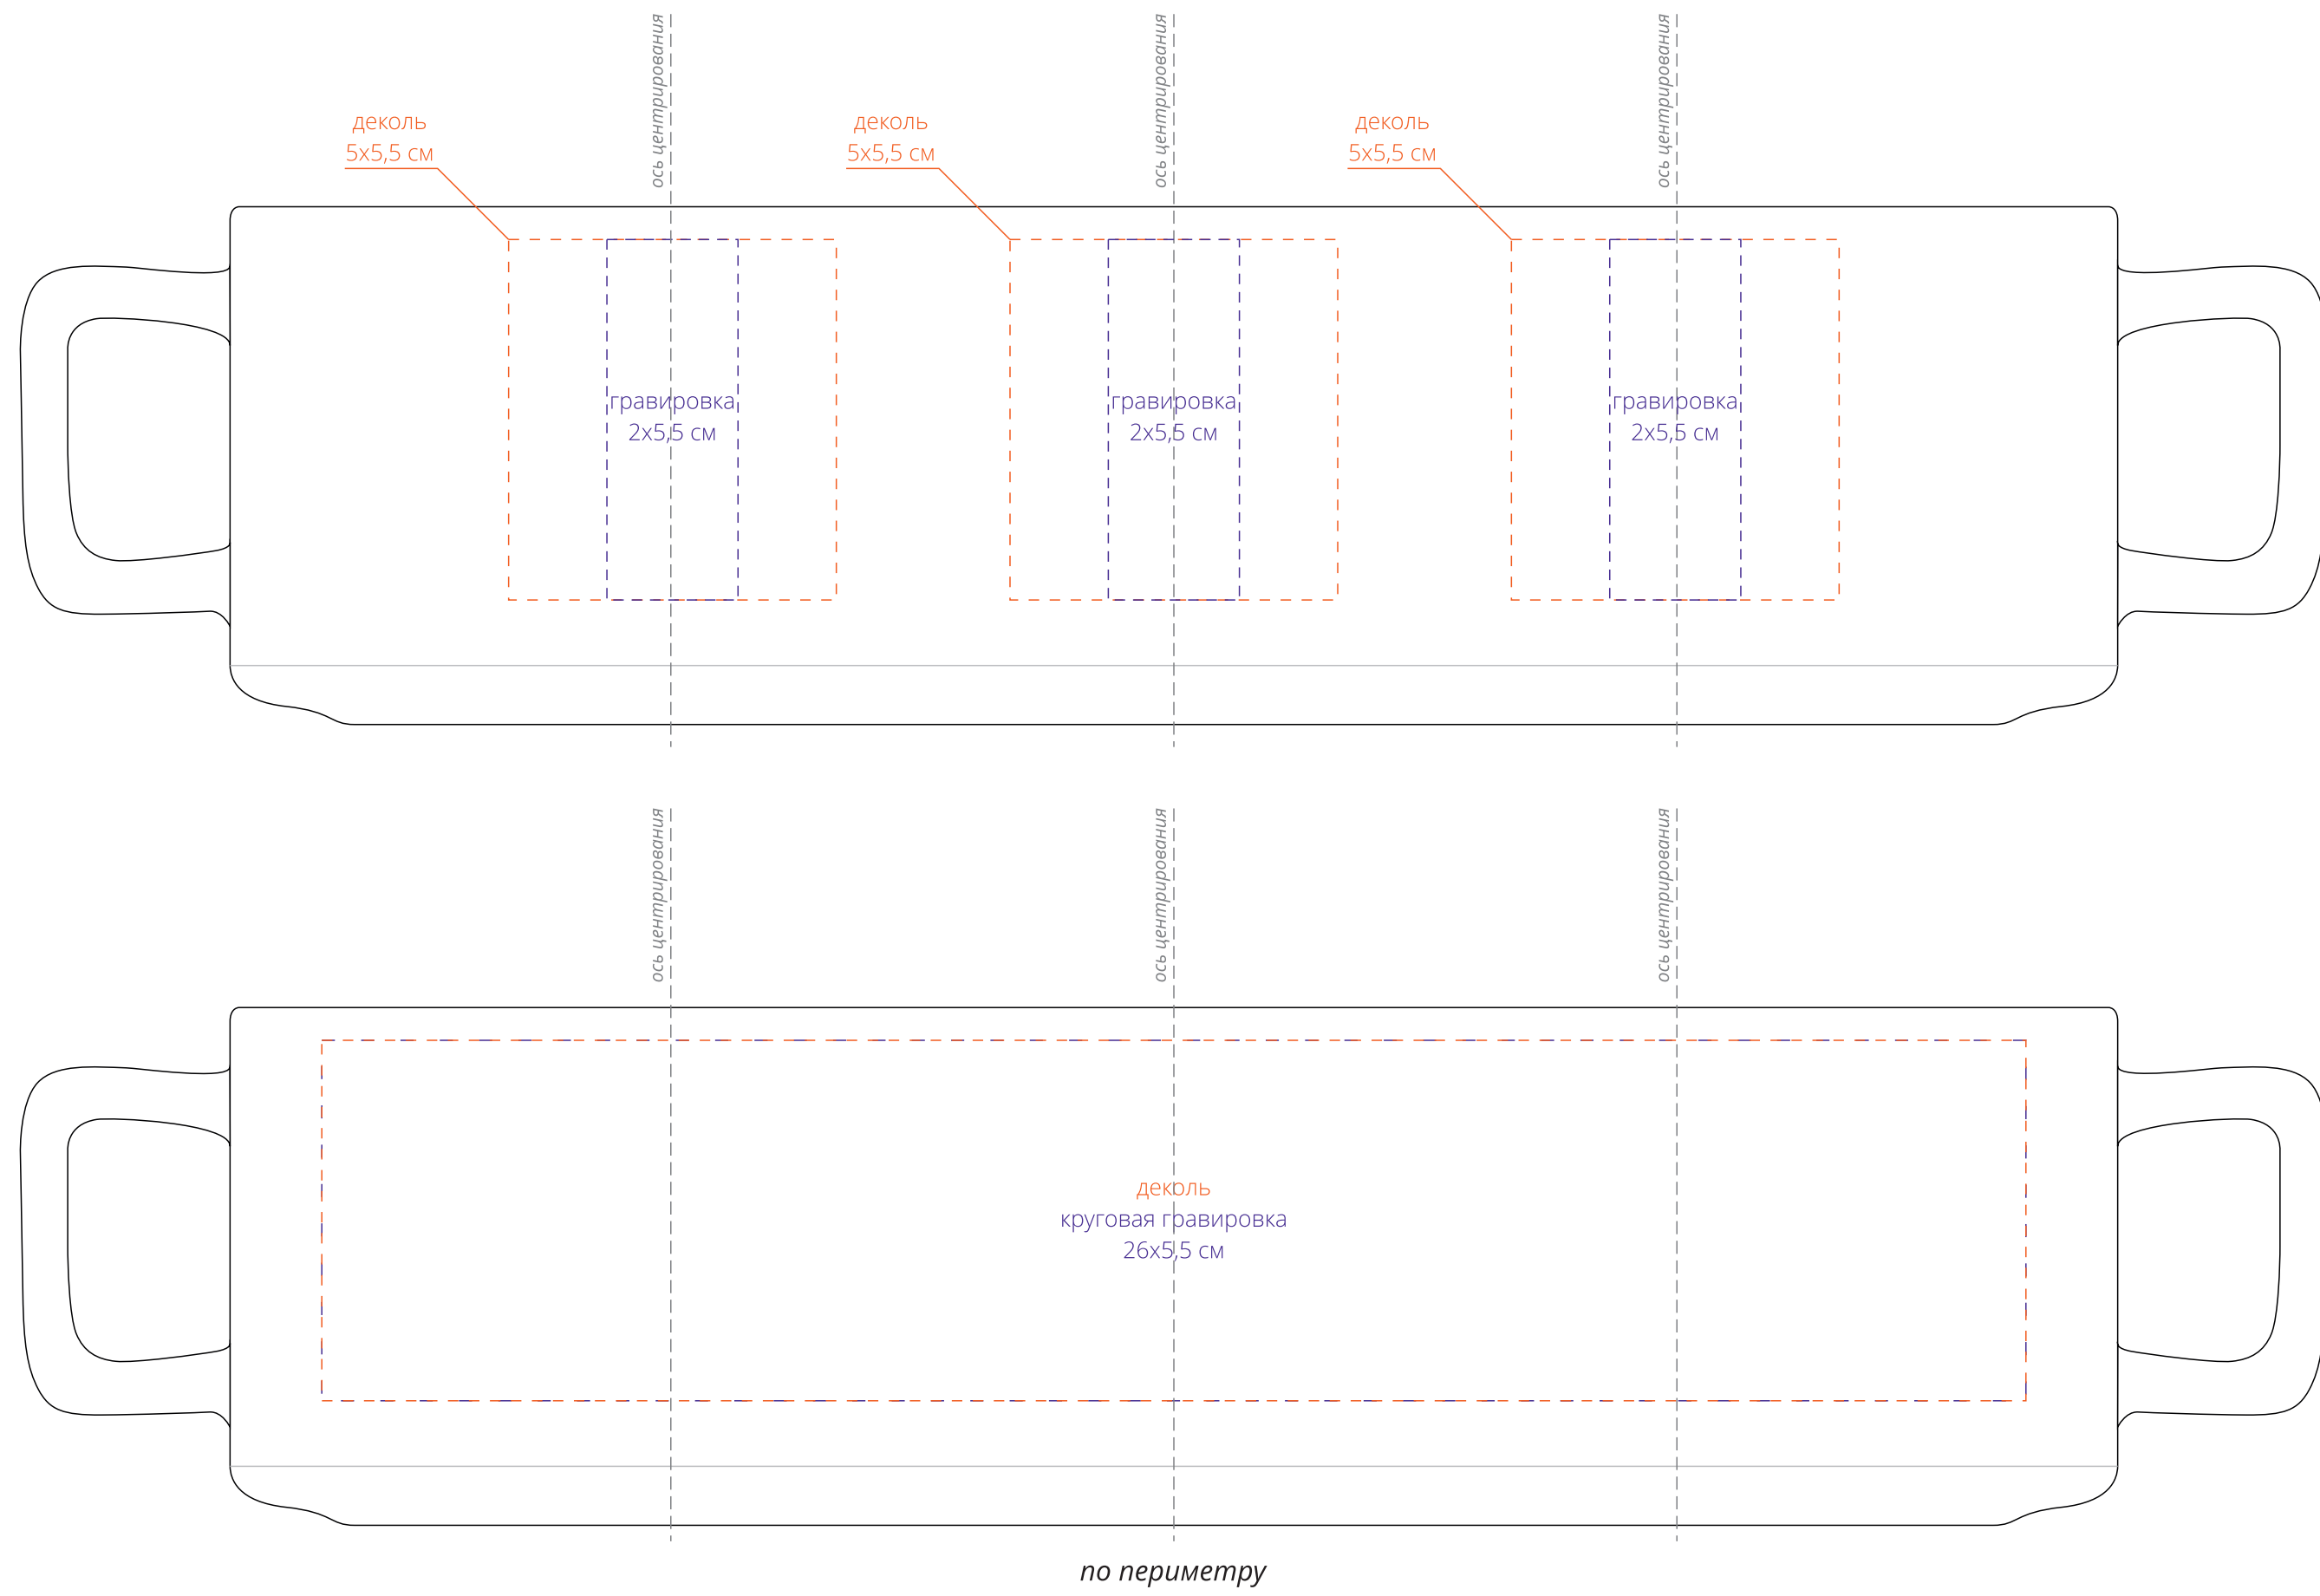 ось центрирования
ось центрирования
ось центрирования
деколь
5х5,5 см
деколь
5х5,5 см
деколь
5х5,5 см
гравировка
2х5,5 см
гравировка
2х5,5 см
гравировка
2х5,5 см
ось центрирования
ось центрирования
ось центрирования
деколь
круговая гравировка
26х5,5 см
по периметру